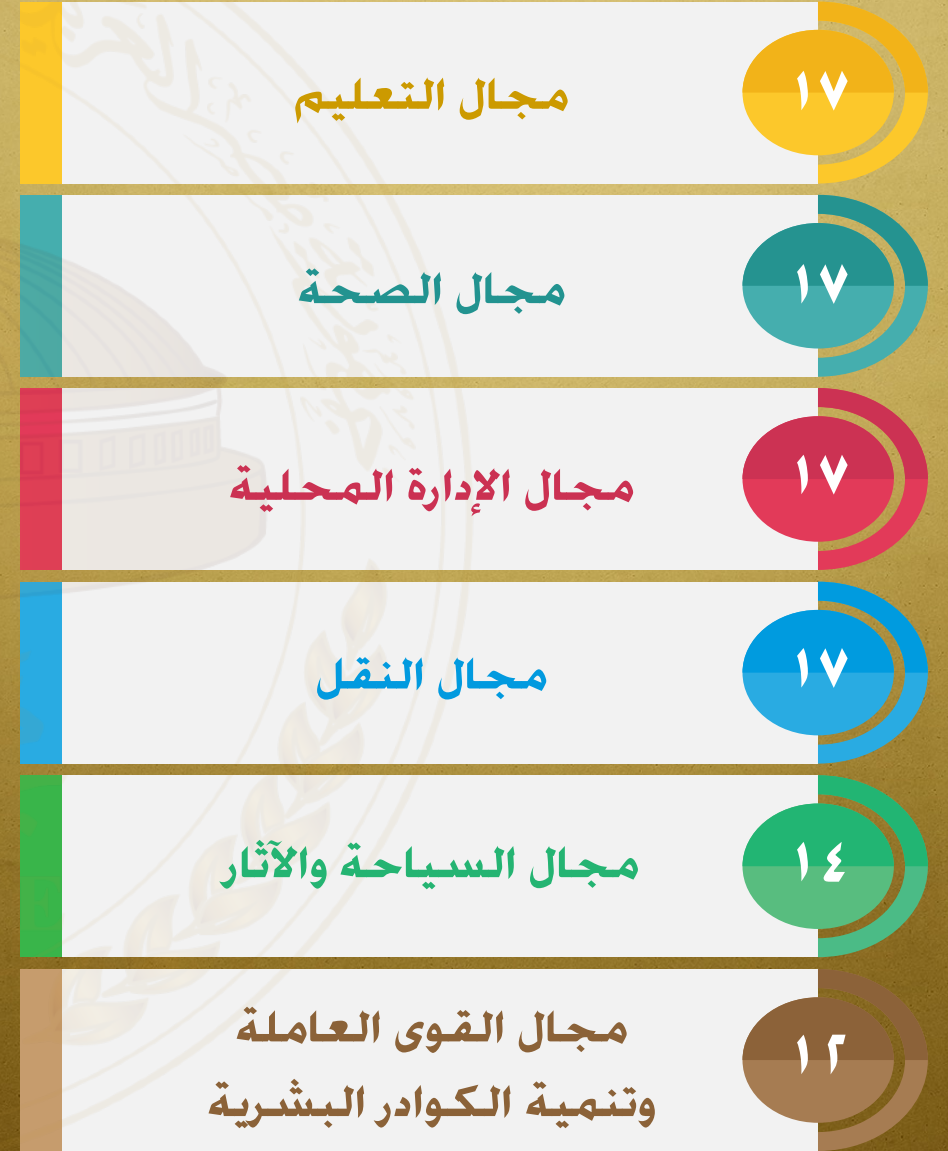 مجال التعليم
١٧
مجال الصحة
١٧
مجال الإدارة المحلية
١٧
مجال النقل
١٧
مجال السياحة والآثار
١٤
مجال القوى العاملة
وتنمية الكوادر البشرية
١٢